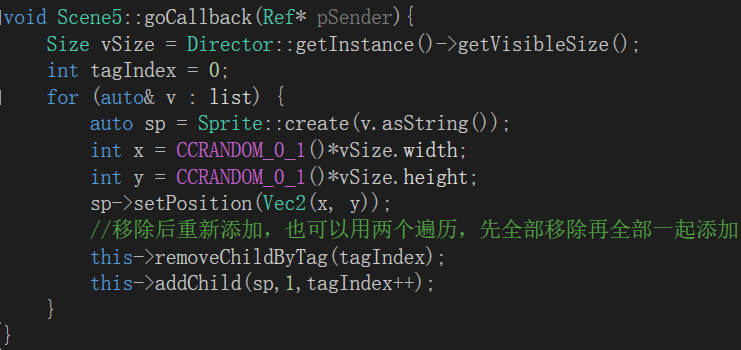 void Scene5::goCallback(Ref* pSender){
    Size vSize = Director::getInstance()->getVisibleSize();
    int tagIndex = 0;
    for (auto& v : list) {
        auto sp = Sprite::create(v.asString());
        int x = CCRANDOM_0_1()*vSize.width;
        int y = CCRANDOM_0_1()*vSize.height;
        sp->setPosition(Vec2(x, y));
        //移除后重新添加，也可以用两个遍历，先全部移除再全部一起添加
        this->removeChildByTag(tagIndex);
        this->addChild(sp,1,tagIndex++);
    }
}